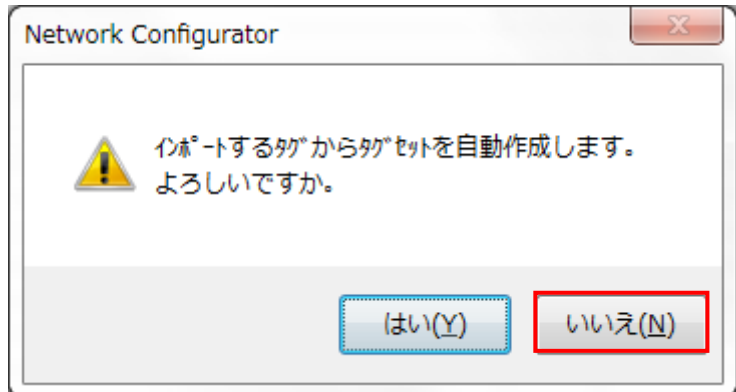 Network Configurator
ｲﾝﾎﾟｰﾄするﾀｸﾞからﾀｸﾞｾｯﾄを自動作成します。
よろしいですか。
はい(Y)
いいえ(N)